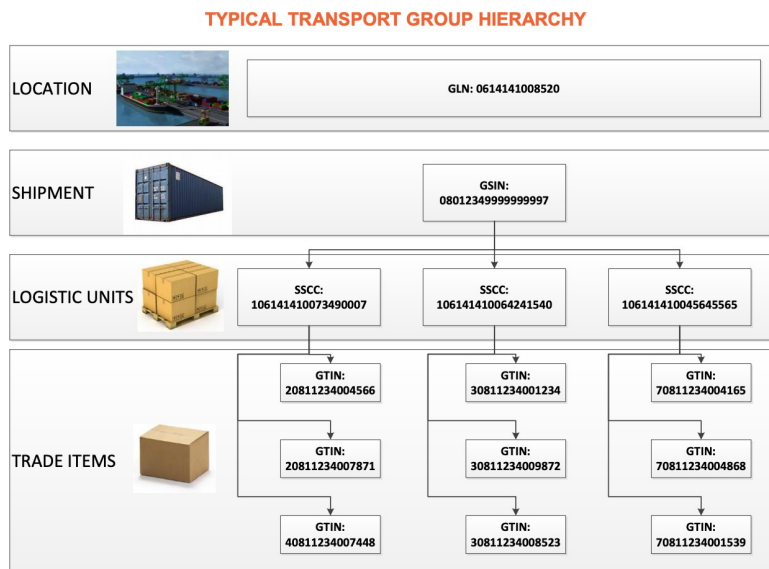 TYPICAL TRANSPORT GROUP HIERARCHY
LOCATION
GLN: 0614141008520
SHIPMENT
GSIN:
08012349999999997
LOGISTIC UNITS
SSCC:
106141410073490007
SSCC:
106141410064241540
SSCC:
106141410045645565
TRADE ITEMS
GTIN:
20811234004566
GTIN:
30811234001234
GTIN:
70811234004165
GTIN:
20811234007871
GTIN:
30811234009872
GTIN:
70811234004868
GTIN:
40811234007448
GTIN:
30811234008523
GTIN:
70811234001539